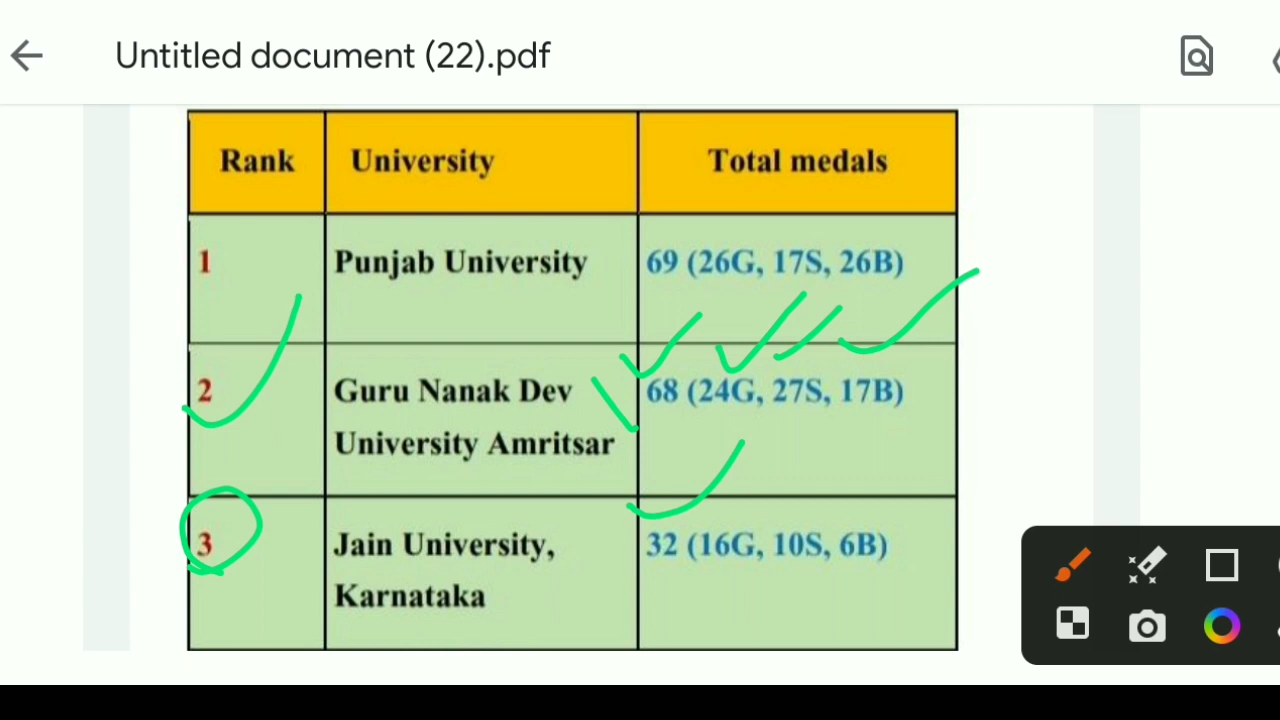 Untitled document (22).pdf
Rank University Total medals
1 Punjab University 69 (26G, 17S, 26B)
2 Guru Nanak Dev 68 (24G, 27S, 17B)
University Amritsar
3 Jain University, 32 (16G, 10S, 6B)
Karnataka